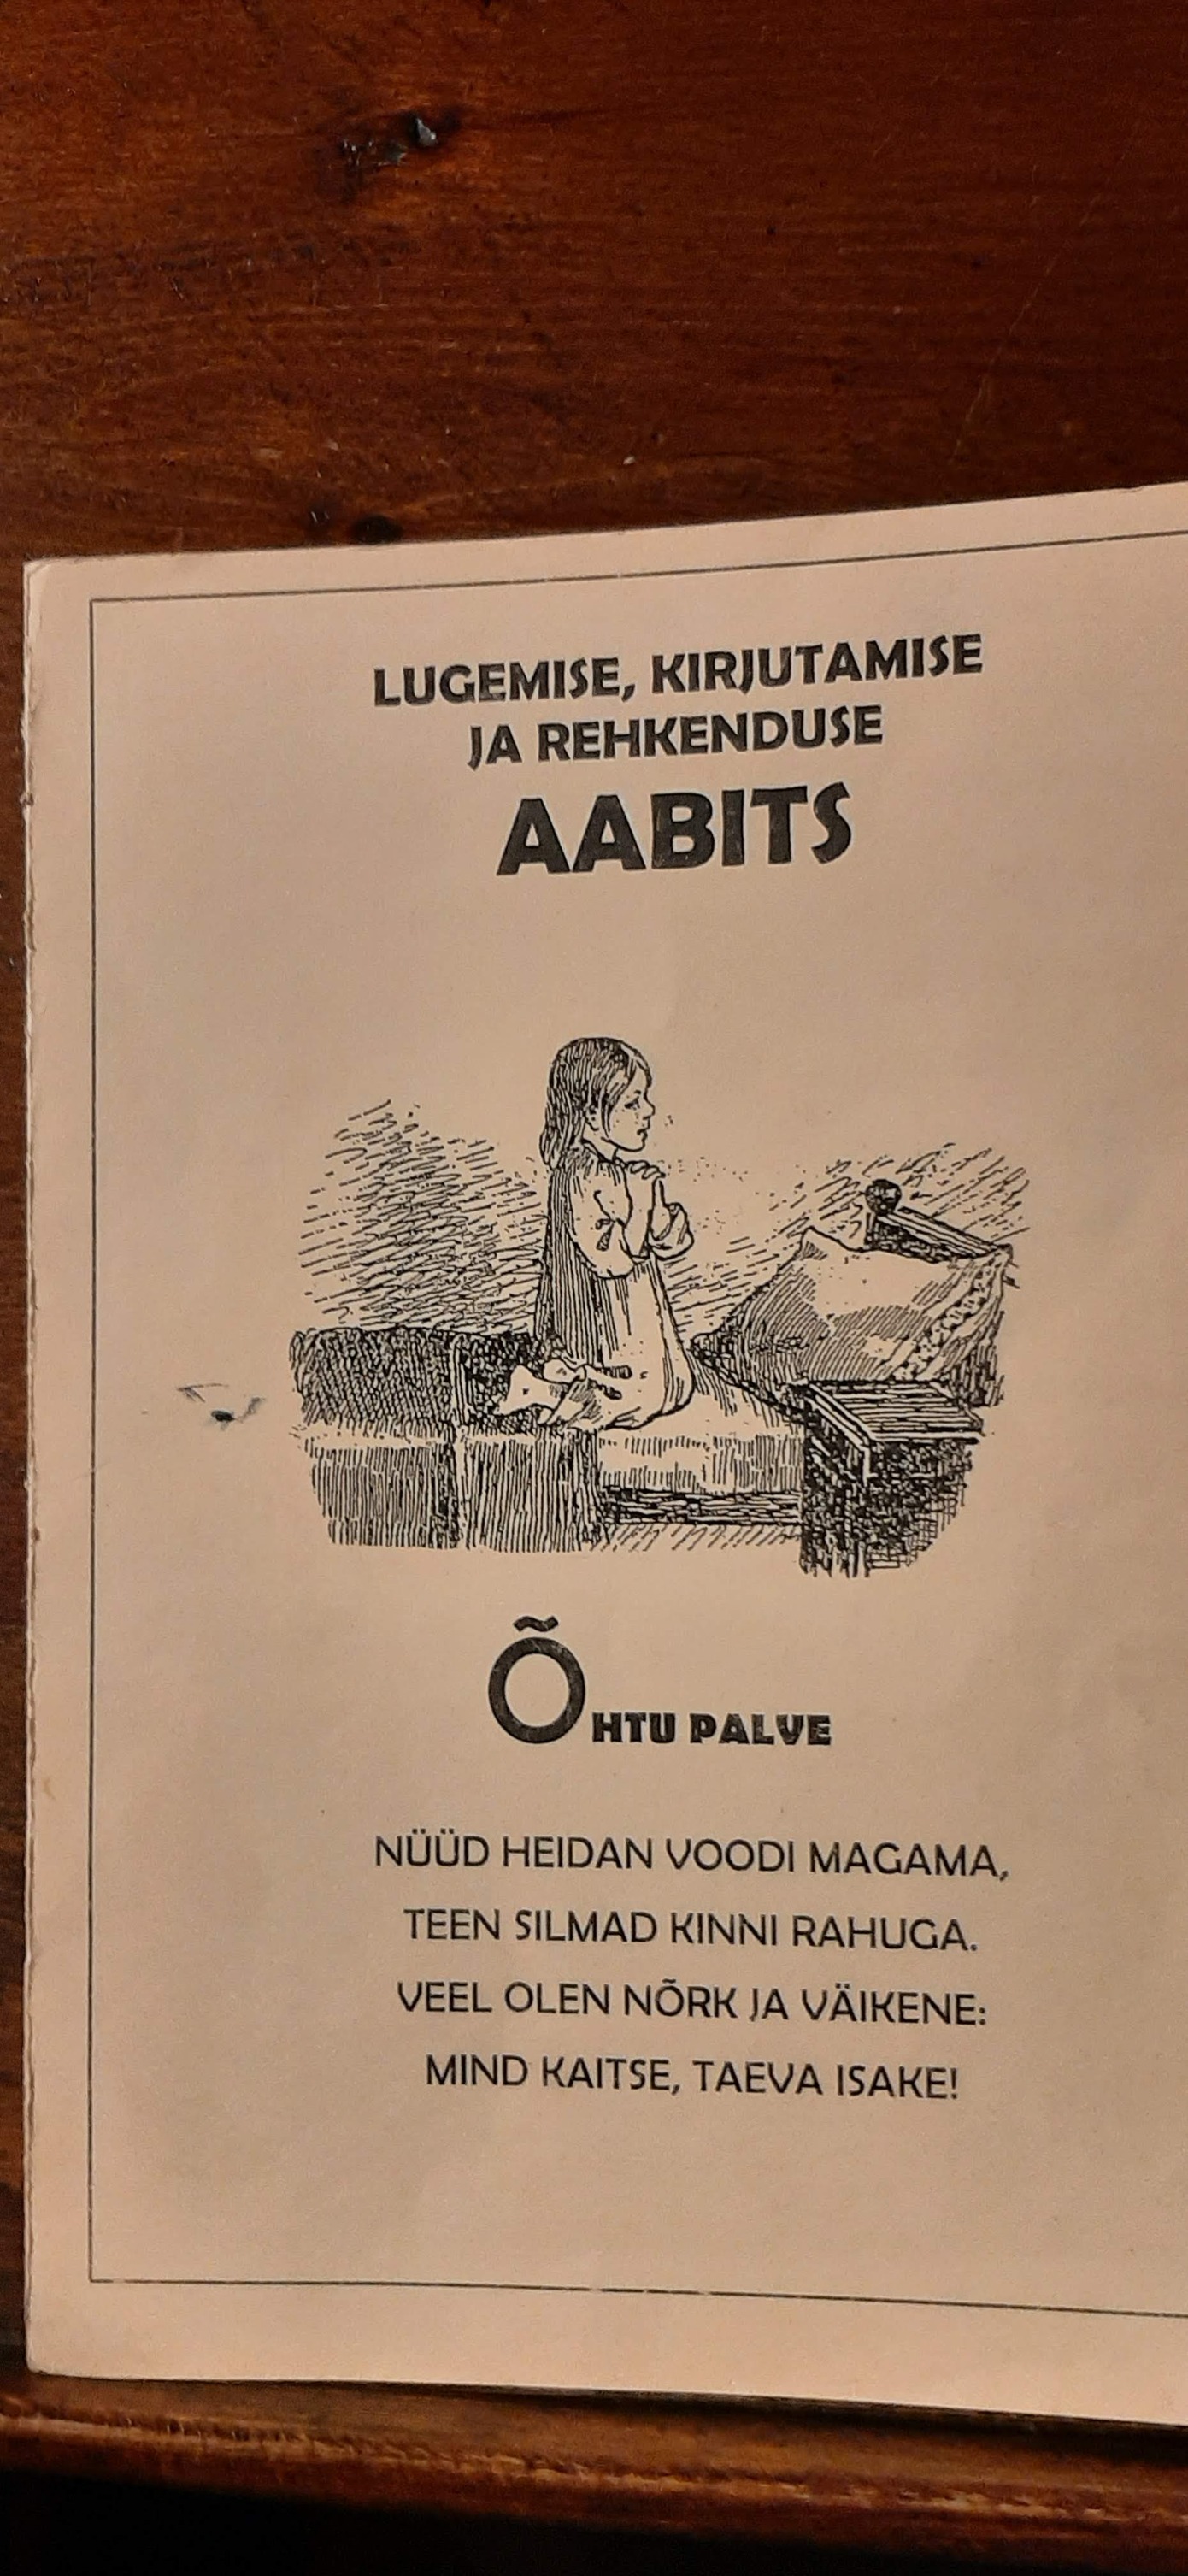 LUGEMISE, KIRJUTAMISE
JA REHKENDUSE
AABITS
ÕHTU PALVE
NÜÜD HEIDAN VOODI MAGAMA,
TEEN SILMAD KINNI RAHUGA.
VEEL OLEN NÕRK JA VÄIKENE:
MIND KAITSE, TAEVA ISAKE!